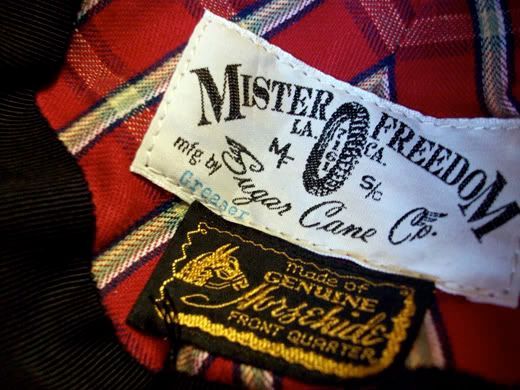 MISTER FREEDOM
LA. CA.
MF S/C
mfg by Sugar Cane Co.
Greaser
Made of
GENUINE
Horsehide
FRONT QUARTER